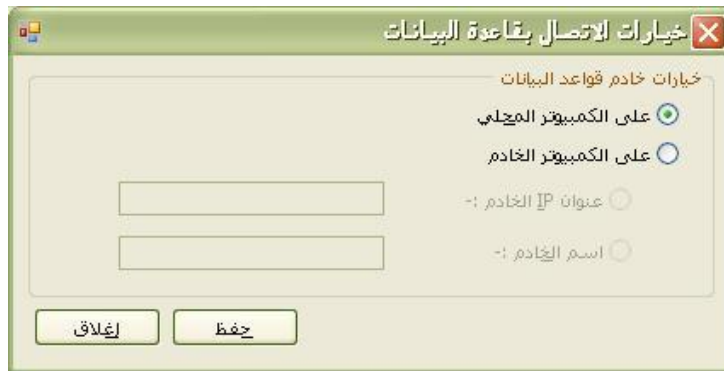 خيارات الاتصال بقاعدة البيانات
خيارات خادم قواعد البيانات
على الكمبيوتر المحلي
على الكمبيوتر الخادم
عنوان IP الخادم :-
اسم الخادم :-
حفظ
إغلاق